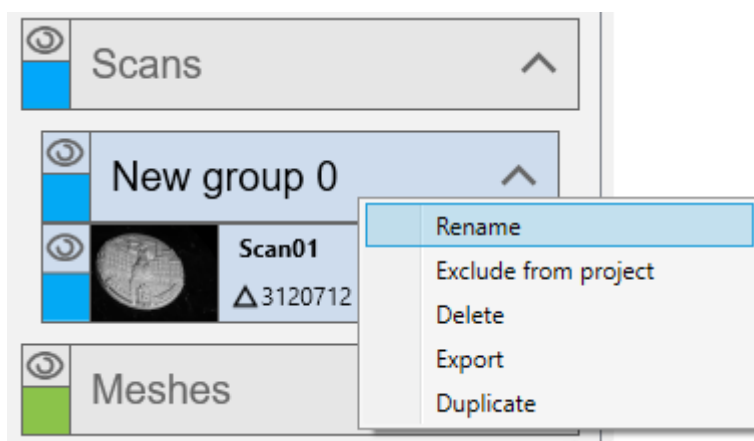 Scans
New group 0
Rename
Scan01
Exclude from project
3120712
Delete
Export
Meshes
Duplicate